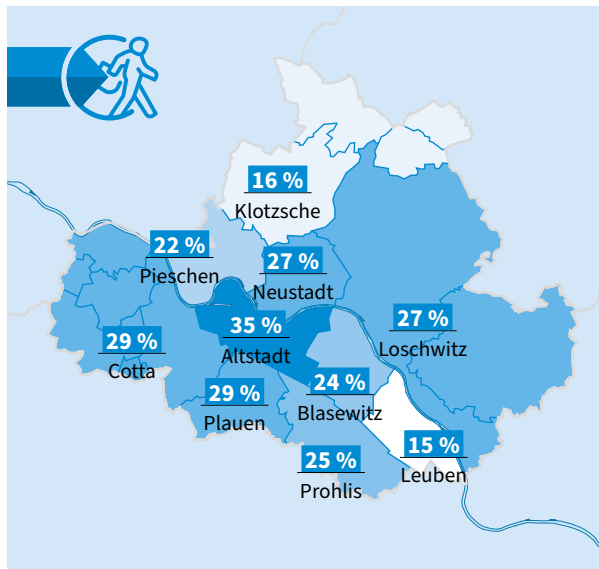 16 %
Klotzsche
22 %
Pieschen
27 %
Neustadt
35 %
Altstadt
27 %
Loschwitz
29 %
Cotta
29 %
Plauen
24 %
Blasewitz
15 %
Leuben
25 %
Prohlis